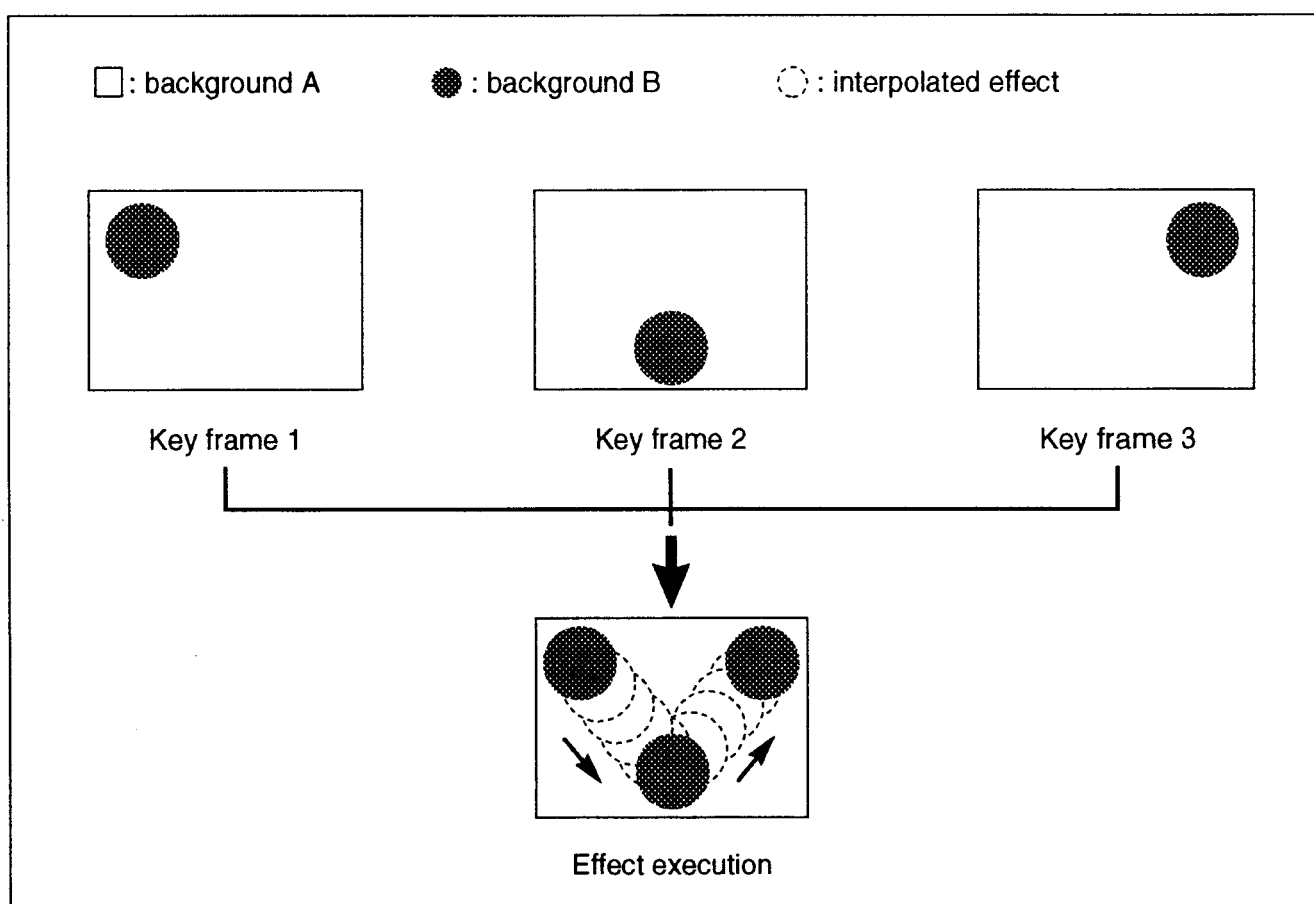 : background A : background B : interpolated effect
Key frame 1 Key frame 2 Key frame 3
Effect execution